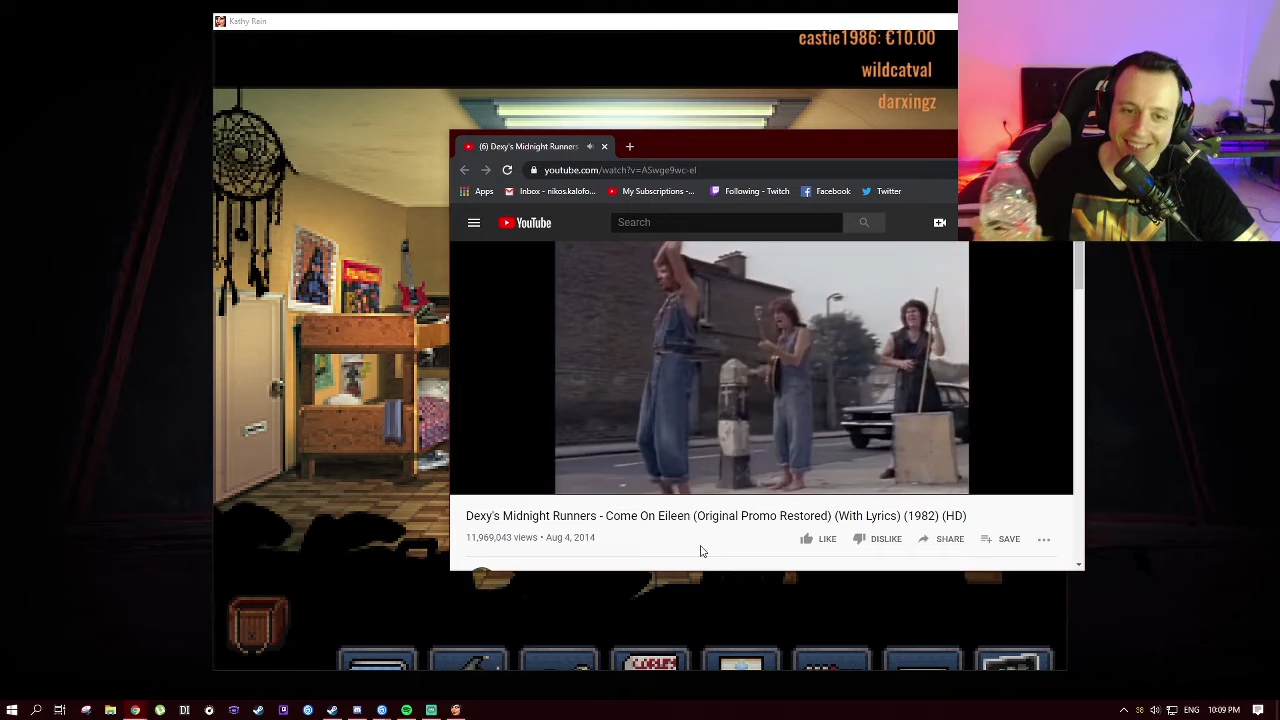 Kathy Rain
eastie1986: €10.00
wildcatval
darxingz
(6) Dexy's Midnight Runners
youtube.com/watch?v=ASwge9wc-eI
Apps
Inbox - nikos.kalofo...
My Subscriptions -...
Following - Twitch
Facebook
Twitter
YouTube
Search
Dexy's Midnight Runners - Come On Eileen (Original Promo Restored) (With Lyrics) (1982) (HD)
11,969,043 views • Aug 4, 2014
LIKE
DISLIKE
SHARE
SAVE
38
ENG
10:09 PM